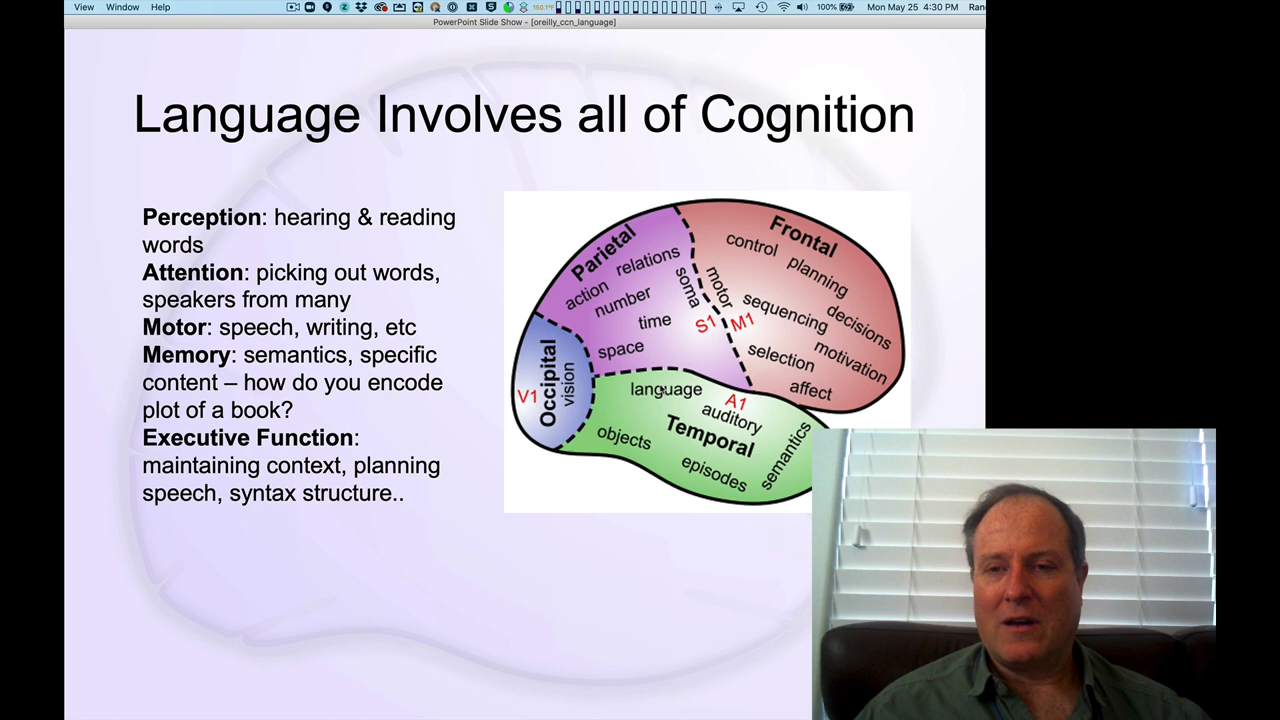 View Window Help 150.1°F 100% Mon May 25 4:30 PM Ran
PowerPoint Slide Show - [oreilly_ccn_language]
Language Involves all of Cognition
Perception: hearing & reading
words
Attention: picking out words,
speakers from many
Motor: speech, writing, etc
Memory: semantics, specific
content – how do you encode
plot of a book?
Executive Function:
maintaining context, planning
speech, syntax structure..
Parietal
relations
action
number
soma
time
S1
space
Frontal
control
planning
motor
sequencing
decisions
M1
selection
motivation
affect
Occipital
vision
V1
language
A1
auditory
Temporal
objects
episodes
semantics